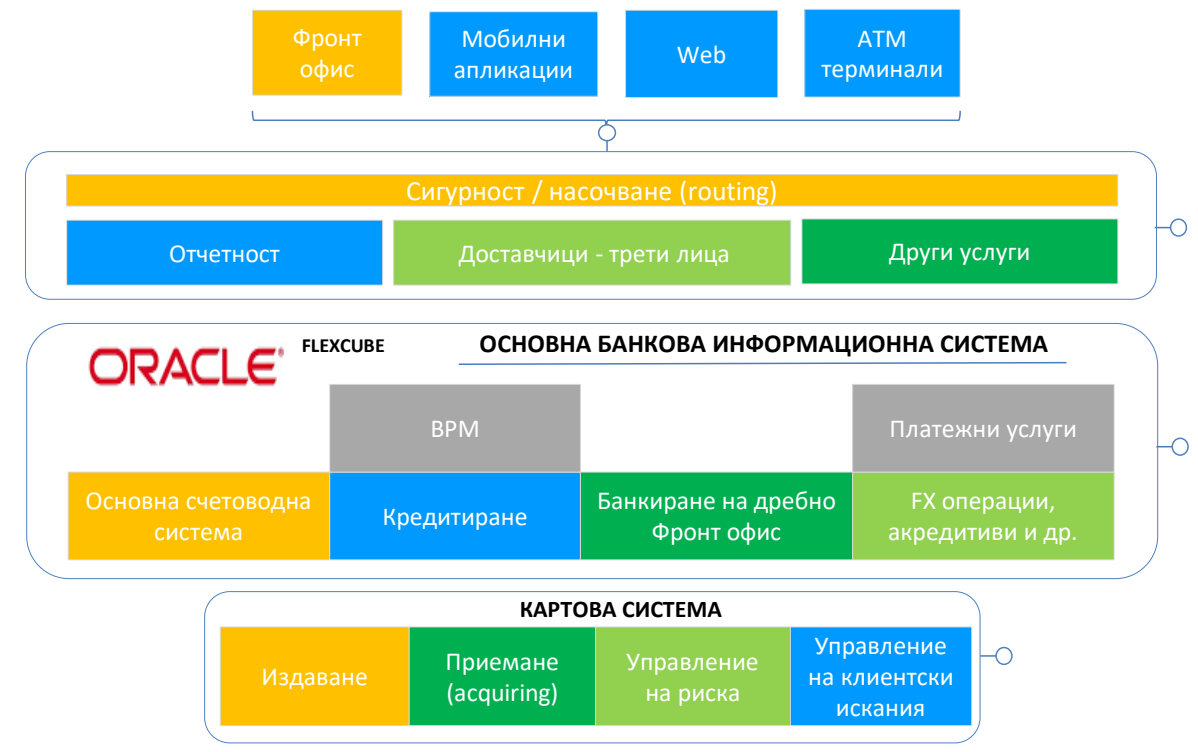 Фронт
офис
Мобилни
апликации
Web
АТМ
терминали
Сигурност / насочване (routing)
Отчетност
Доставчици - трети лица
Други услуги
ORACLE®
FLEXCUBE
ОСНОВНА БАНКОВА ИНФОРМАЦИОННА СИСТЕМА
BPM
Платежни услуги
Основна счетоводна
система
Кредитиране
Банкиране на дребно
Фронт офис
FX операции,
акредитиви и др.
КАРТОВА СИСТЕМА
Издаване
Приемане
(acquiring)
Управление
на риска
Управление
на клиентски
искания